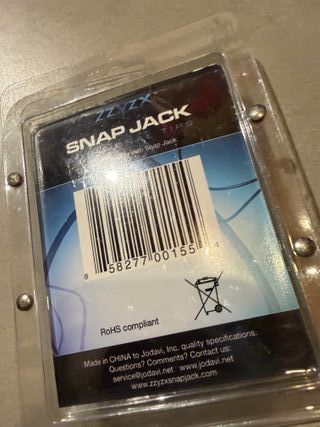 ZZYZX
SNAP JACK
TIPS
Snap Jack
8 58277 00155 4
RoHS compliant
Made in CHINA to Jodavi, Inc. quality specifications.
Questions? Comments? Contact us:
service@jodavi.net www.jodavi.net
www.zzyzxsnapjack.com